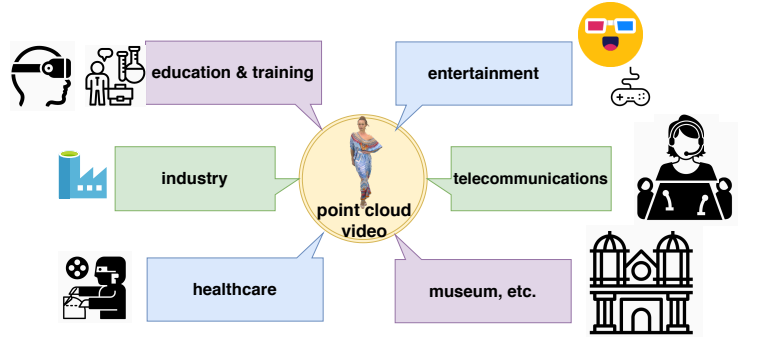 education & training
entertainment
industry
telecommunications
point cloud
video
healthcare
museum, etc.